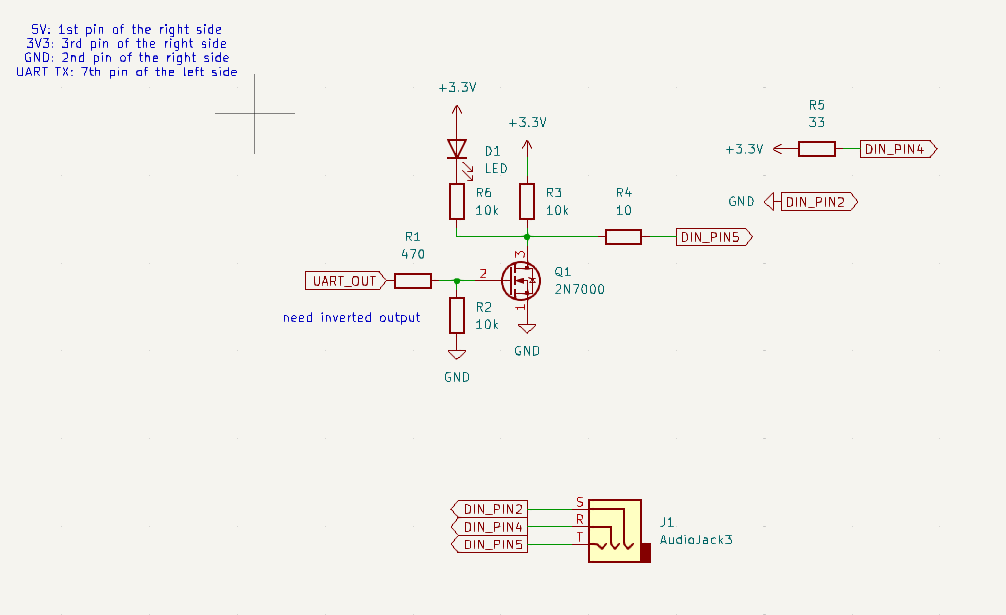 5V: 1st pin of the right side
3V3: 3rd pin of the right side
GND: 2nd pin of the right side
UART TX: 7th pin of the left side
+3.3V
+3.3V
D1
LED
R5
33
+3.3V
DIN_PIN4
R6
10k
R3
10k
R4
10
GND
DIN_PIN2
DIN_PIN5
R1
470
3
UART_OUT
2
Q1
2N7000
1
R2
10k
need inverted output
GND
GND
DIN_PIN2
S
DIN_PIN4
R
DIN_PIN5
T
J1
AudioJack3